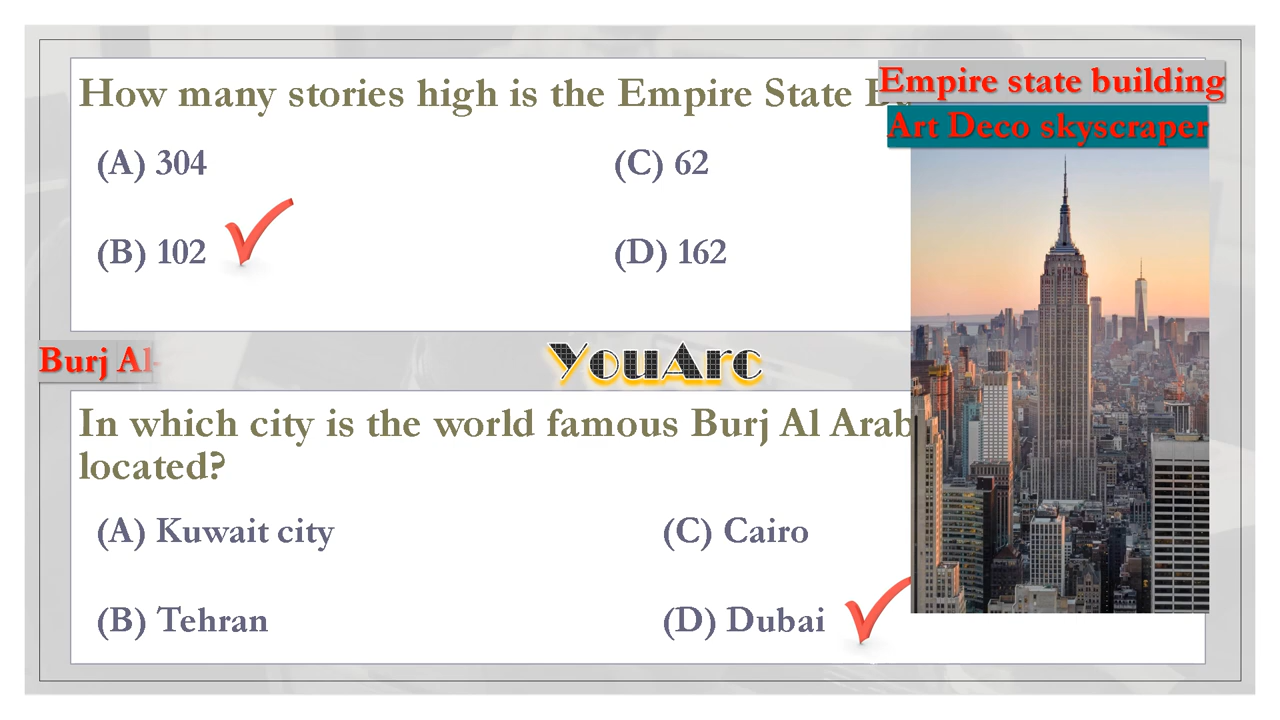 How many stories high is the Empire State
Empire state building
Art Deco skyscraper
(A) 304
(C) 62
(B) 102
(D) 162
Burj Al-
YouArc
In which city is the world famous Burj Al Arab
located?
(A) Kuwait city
(C) Cairo
(B) Tehran
(D) Dubai